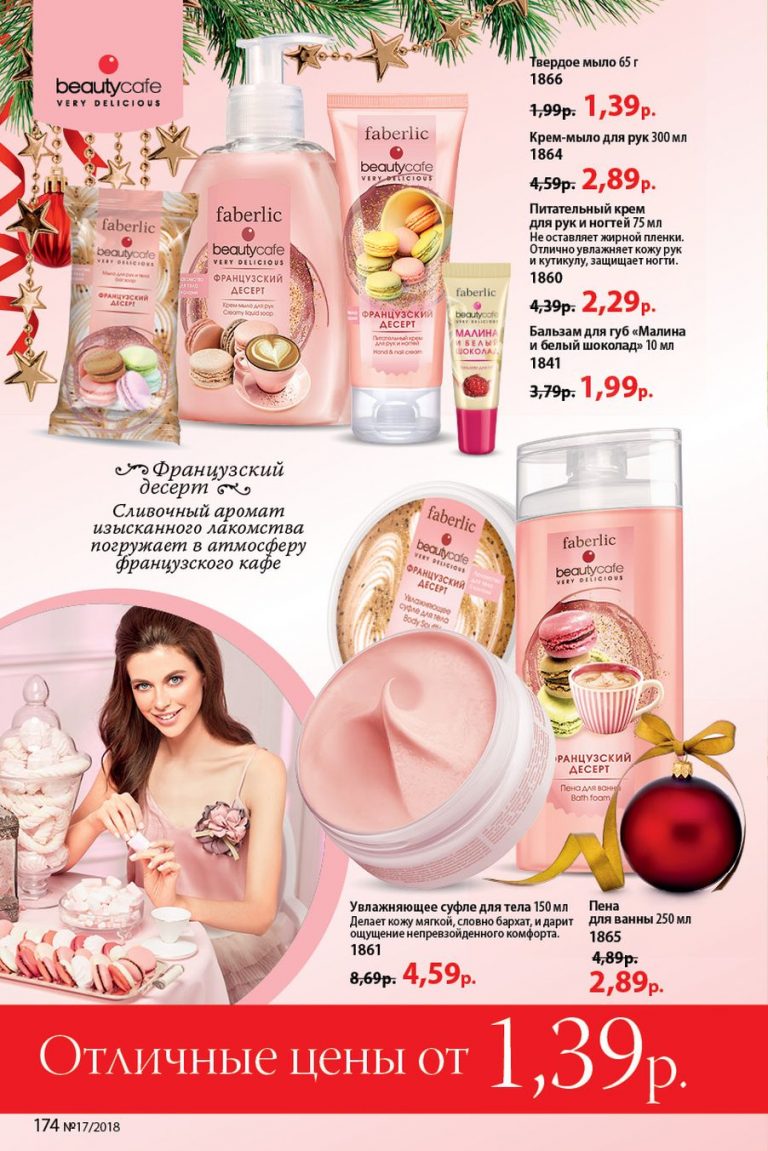 beautycafe
VERY DELICIOUS
Твердое мыло 65 г
1866
1,99р. 1,39р.
Крем-мыло для рук 300 мл
1864
4,59р. 2,89р.
Питательный крем
для рук и ногтей 75 мл
Не оставляет жирной пленки.
Отлично увлажняет кожу рук
и кутикулу, защищает ногти.
1860
4,39р. 2,29р.
Бальзам для губ «Малина
и белый шоколад» 10 мл
1841
3,79р. 1,99р.
faberlic
beautycafe
VERY DELICIOUS
Мыло для рук и тела
bar soap
ФРАНЦУЗСКИЙ
ДЕСЕРТ
faberlic
beautycafe
VERY DELICIOUS
ФРАНЦУЗСКИЙ
ДЕСЕРТ
Крем-мыло для рук
Creamy liquid soap
faberlic
beautycafe
VERY DELICIOUS
ФРАНЦУЗСКИЙ
ДЕСЕРТ
Питательный крем
для рук и ногтей
Hand & nail cream
faberlic
beautycafe
VERY DELICIOUS
МАЛИНА
И БЕЛЫЙ
ШОКОЛАД
Французский
десерт
Сливочный аромат
изысканного лакомства
погружает в атмосферу
французского кафе
faberlic
beautycafe
VERY DELICIOUS
ФРАНЦУЗСКИЙ
ДЕСЕРТ
Увлажняющее
суфле для тела
Body Souffle
faberlic
beautycafe
VERY DELICIOUS
ФРАНЦУЗСКИЙ
ДЕСЕРТ
Пена для ванны
Bath foam
Увлажняющее суфле для тела 150 мл
Делает кожу мягкой, словно бархат, и дарит
ощущение непревзойденного комфорта.
1861
8,69р. 4,59р.
Пена
для ванны 250 мл
1865
4,89р.
2,89р.
Отличные цены от 1,39р.
174 №17/2018